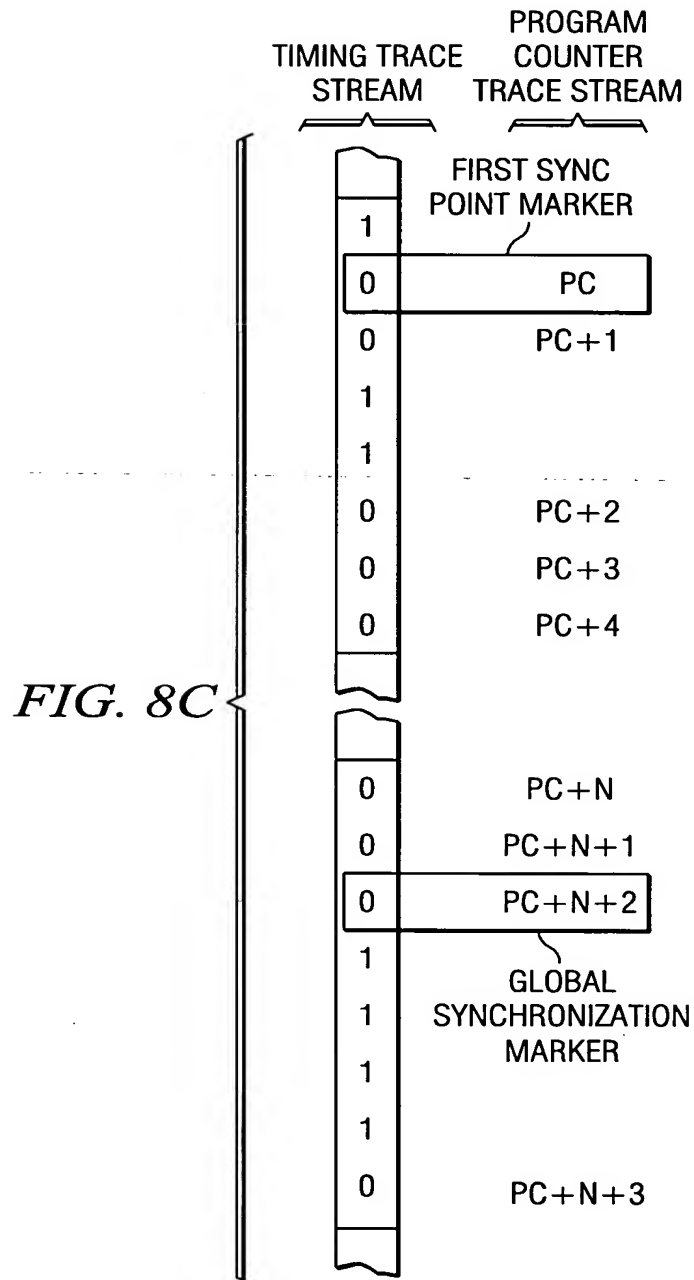 TIMING TRACE
STREAM
PROGRAM
COUNTER
TRACE STREAM
FIRST SYNC
POINT MARKER
1
0 PC
0 PC+1
1
1
0 PC+2
0 PC+3
0 PC+4
FIG. 8C
0 PC+N
0 PC+N+1
0 PC+N+2
1
GLOBAL
1 SYNCHRONIZATION
MARKER
1
1
0 PC+N+3